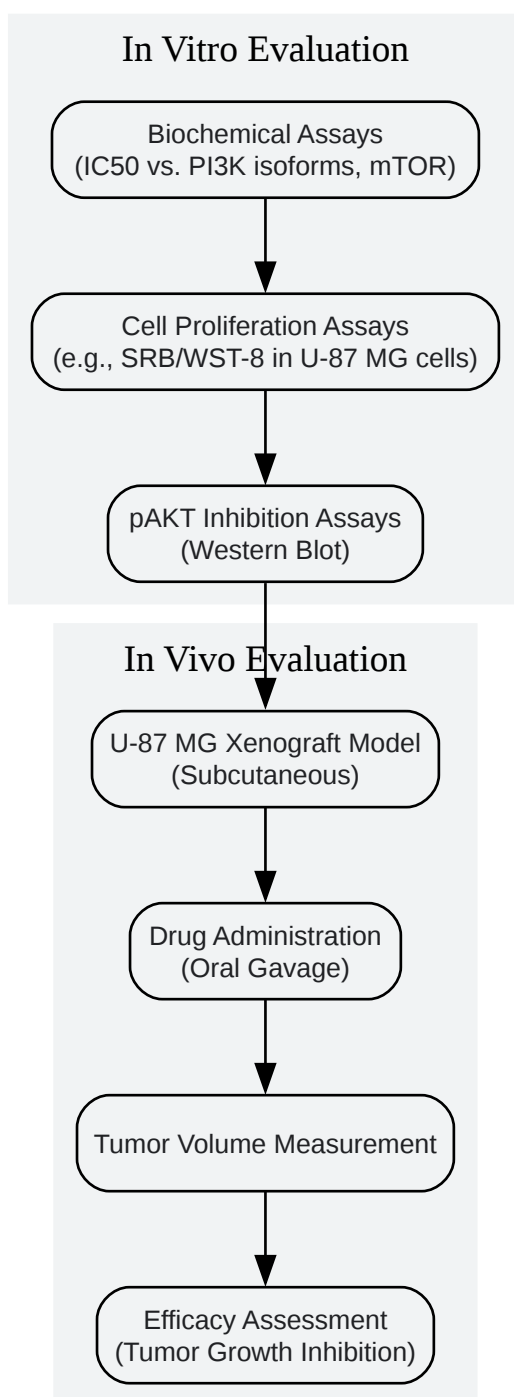 In Vitro Evaluation
Biochemical Assays
(IC50 vs. PI3K isoforms, mTOR)
Cell Proliferation Assays
(e.g., SRB/WST-8 in U-87 MG cells)
pAKT Inhibition Assays
(Western Blot)
In Vivo Evaluation
U-87 MG Xenograft Model
(Subcutaneous)
Drug Administration
(Oral Gavage)
Tumor Volume Measurement
Efficacy Assessment
(Tumor Growth Inhibition)